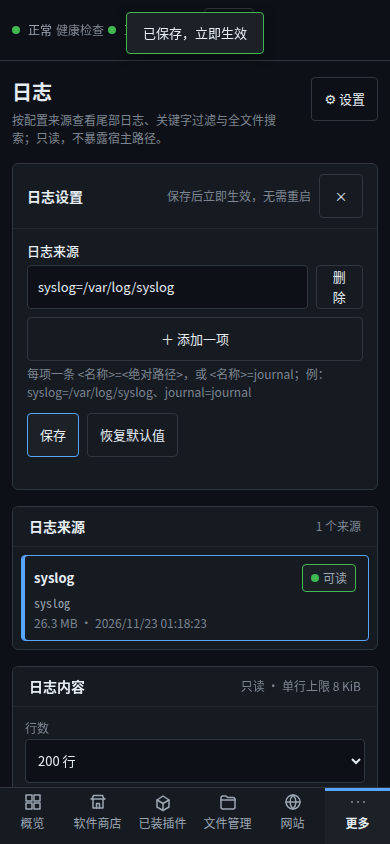 正常 健康检查
已保存，立即生效
日志
⚙ 设置
按配置来源查看尾部日志、关键字过滤与全文件搜
索；只读，不暴露宿主路径。
日志设置
保存后立即生效，无需重启
×
日志来源
syslog=/var/log/syslog
删
除
＋ 添加一项
每项一条 <名称>=<绝对路径>，或 <名称>=journal；例：
syslog=/var/log/syslog、journal=journal
保存
恢复默认值
日志来源
1 个来源
syslog
可读
syslog
26.3 MB · 2026/11/23 01:18:23
日志内容
只读 · 单行上限 8 KiB
行数
200 行
概览
软件商店
已装插件
文件管理
网站
更多